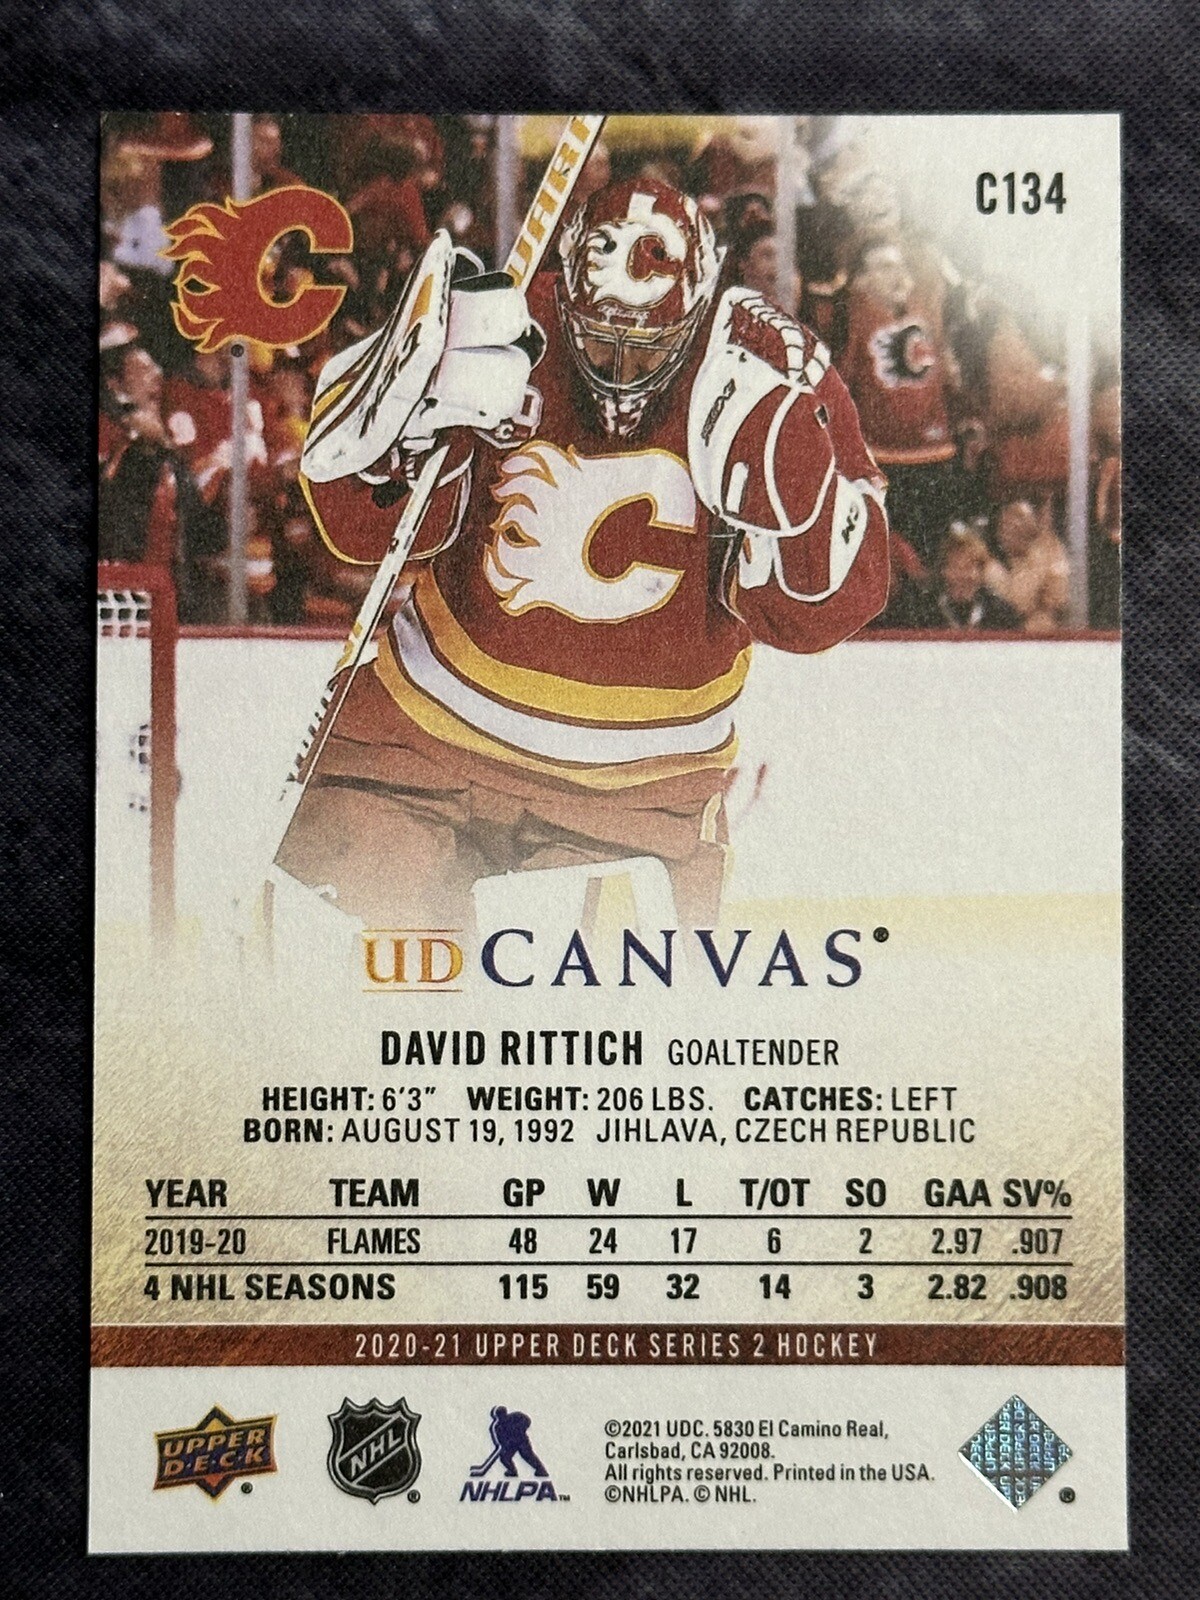 C134
WARR
UD CANVAS®
DAVID RITTICH GOALTENDER
HEIGHT: 6'3" WEIGHT: 206 LBS. CATCHES: LEFT
BORN: AUGUST 19, 1992 JIHLAVA, CZECH REPUBLIC
YEAR TEAM GP W L T/OT SO GAA SV%
2019-20 FLAMES 48 24 17 6 2 2.97 .907
4 NHL SEASONS 115 59 32 14 3 2.82 .908
2020-21 UPPER DECK SERIES 2 HOCKEY
UPPER DECK®
NHL®
NHLPA™
©2021 UDC. 5830 El Camino Real,
Carlsbad, CA 92008.
All rights reserved. Printed in the USA.
©NHLPA. © NHL.
UPPER DECK ®